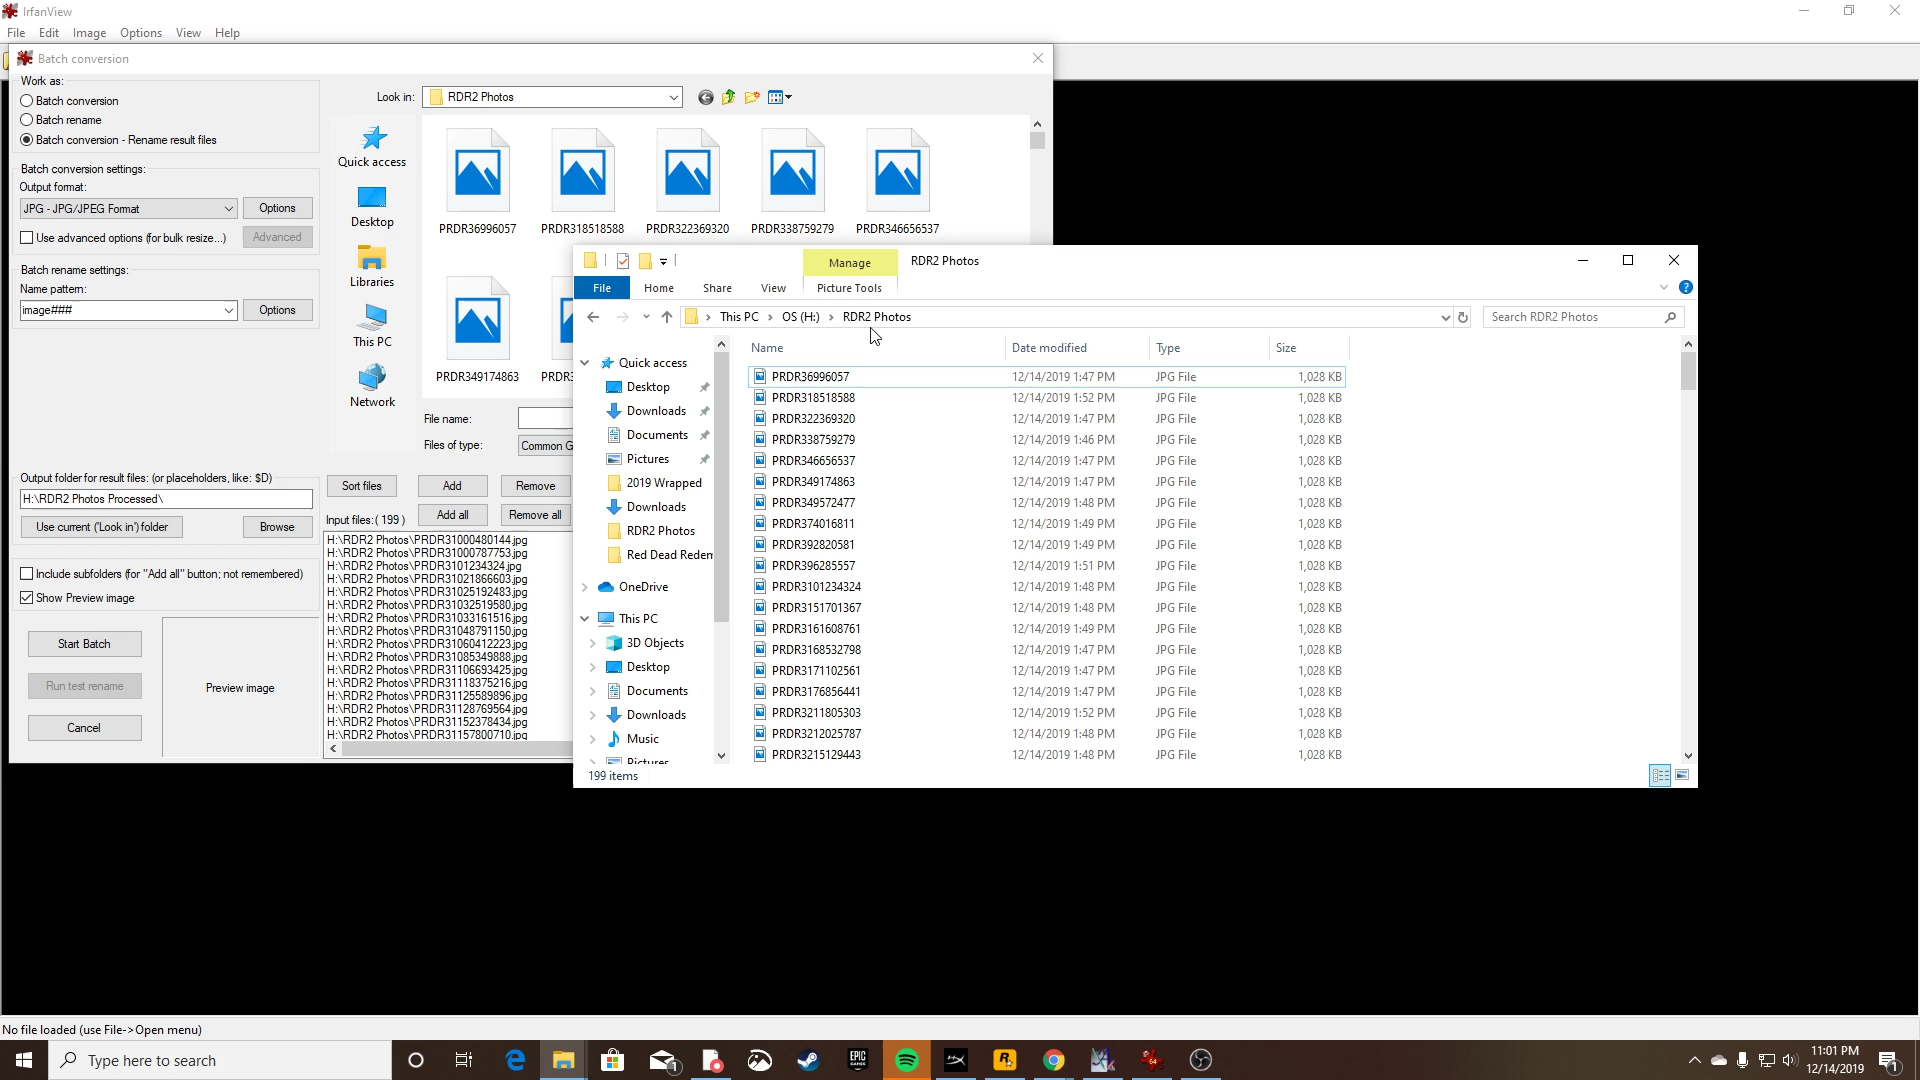 IrfanView
File Edit Image Options View Help
Batch conversion
Work as:
Batch conversion
Batch rename
Batch conversion - Rename result files
Batch conversion settings:
Output format:
JPG - JPG/JPEG Format
Options
Use advanced options (for bulk resize...)
Advanced
Batch rename settings:
Name pattern:
image###
Options
Output folder for result files: (or placeholders, like: $D)
H:\RDR2 Photos Processed\
Use current ('Look in') folder
Browse
Include subfolders (for "Add all" button; not remembered)
Show Preview image
Start Batch
Run test rename
Cancel
Preview image
Look in:
RDR2 Photos
Quick access
Desktop
Libraries
This PC
Network
PRDR36996057 PRDR318518588 PRDR322369320 PRDR338759279 PRDR346656537
PRDR349174863 PRDR3
File name:
Files of type:
Common G
Sort files Add Remove
Input files: ( 199 ) Add all Remove all
H:\RDR2 Photos\PRDR31000480144.jpg
H:\RDR2 Photos\PRDR31000787753.jpg
H:\RDR2 Photos\PRDR3101234324.jpg
H:\RDR2 Photos\PRDR31021866603.jpg
H:\RDR2 Photos\PRDR31025192483.jpg
H:\RDR2 Photos\PRDR31032519580.jpg
H:\RDR2 Photos\PRDR31033161516.jpg
H:\RDR2 Photos\PRDR31048791150.jpg
H:\RDR2 Photos\PRDR31060412223.jpg
H:\RDR2 Photos\PRDR31085349888.jpg
H:\RDR2 Photos\PRDR31106693425.jpg
H:\RDR2 Photos\PRDR31118375216.jpg
H:\RDR2 Photos\PRDR31125589896.jpg
H:\RDR2 Photos\PRDR31128769564.jpg
H:\RDR2 Photos\PRDR31152378434.jpg
H:\RDR2 Photos\PRDR31157800710.jpg
Manage RDR2 Photos
File Home Share View Picture Tools
This PC OS (H:) RDR2 Photos
Search RDR2 Photos
Quick access
Desktop
Downloads
Documents
Pictures
2019 Wrapped
Downloads
RDR2 Photos
Red Dead Redem
OneDrive
This PC
3D Objects
Desktop
Documents
Downloads
Music
Pictures
Name Date modified Type Size
PRDR36996057 12/14/2019 1:47 PM JPG File 1,028 KB
PRDR318518588 12/14/2019 1:52 PM JPG File 1,028 KB
PRDR322369320 12/14/2019 1:47 PM JPG File 1,028 KB
PRDR338759279 12/14/2019 1:46 PM JPG File 1,028 KB
PRDR346656537 12/14/2019 1:47 PM JPG File 1,028 KB
PRDR349174863 12/14/2019 1:47 PM JPG File 1,028 KB
PRDR349572477 12/14/2019 1:48 PM JPG File 1,028 KB
PRDR374016811 12/14/2019 1:49 PM JPG File 1,028 KB
PRDR392820581 12/14/2019 1:49 PM JPG File 1,028 KB
PRDR396285557 12/14/2019 1:51 PM JPG File 1,028 KB
PRDR3101234324 12/14/2019 1:48 PM JPG File 1,028 KB
PRDR3151701367 12/14/2019 1:48 PM JPG File 1,028 KB
PRDR3161608761 12/14/2019 1:49 PM JPG File 1,028 KB
PRDR3168532798 12/14/2019 1:47 PM JPG File 1,028 KB
PRDR3171102561 12/14/2019 1:47 PM JPG File 1,028 KB
PRDR3176856441 12/14/2019 1:47 PM JPG File 1,028 KB
PRDR3211805303 12/14/2019 1:52 PM JPG File 1,028 KB
PRDR3212025787 12/14/2019 1:48 PM JPG File 1,028 KB
PRDR3215129443 12/14/2019 1:48 PM JPG File 1,028 KB
199 items
No file loaded (use File->Open menu)
Type here to search
EPIC GAMES
11:01 PM
12/14/2019